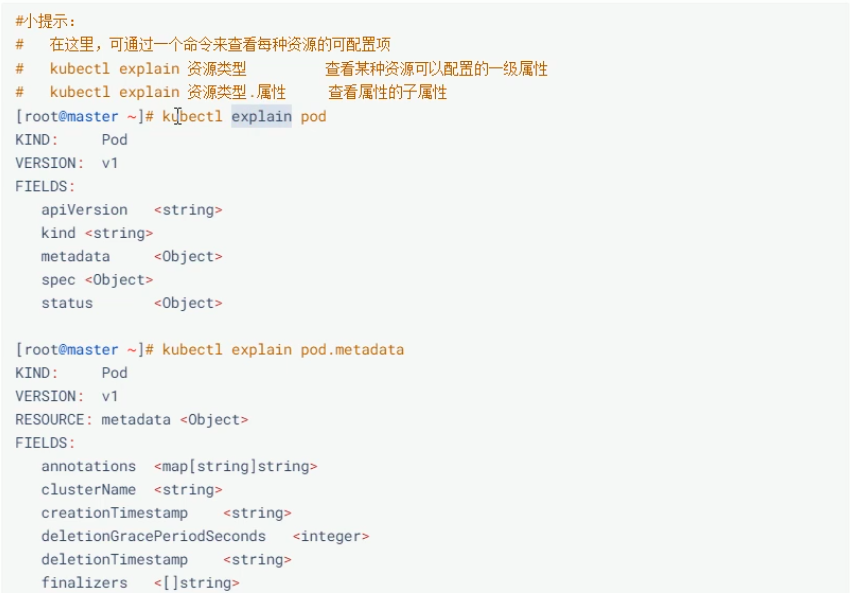 #小提示:
#   在这里，可通过一个命令来查看每种资源的可配置项
#   kubectl explain 资源类型         查看某种资源可以配置的一级属性
#   kubectl explain 资源类型.属性     查看属性的子属性
[root@master ~]# kubectl explain pod
KIND:     Pod
VERSION:  v1
FIELDS:
   apiVersion   <string>
   kind <string>
   metadata     <Object>
   spec <Object>
   status       <Object>

[root@master ~]# kubectl explain pod.metadata
KIND:     Pod
VERSION:  v1
RESOURCE: metadata <Object>
FIELDS:
   annotations  <map[string]string>
   clusterName  <string>
   creationTimestamp    <string>
   deletionGracePeriodSeconds   <integer>
   deletionTimestamp    <string>
   finalizers   <[]string>